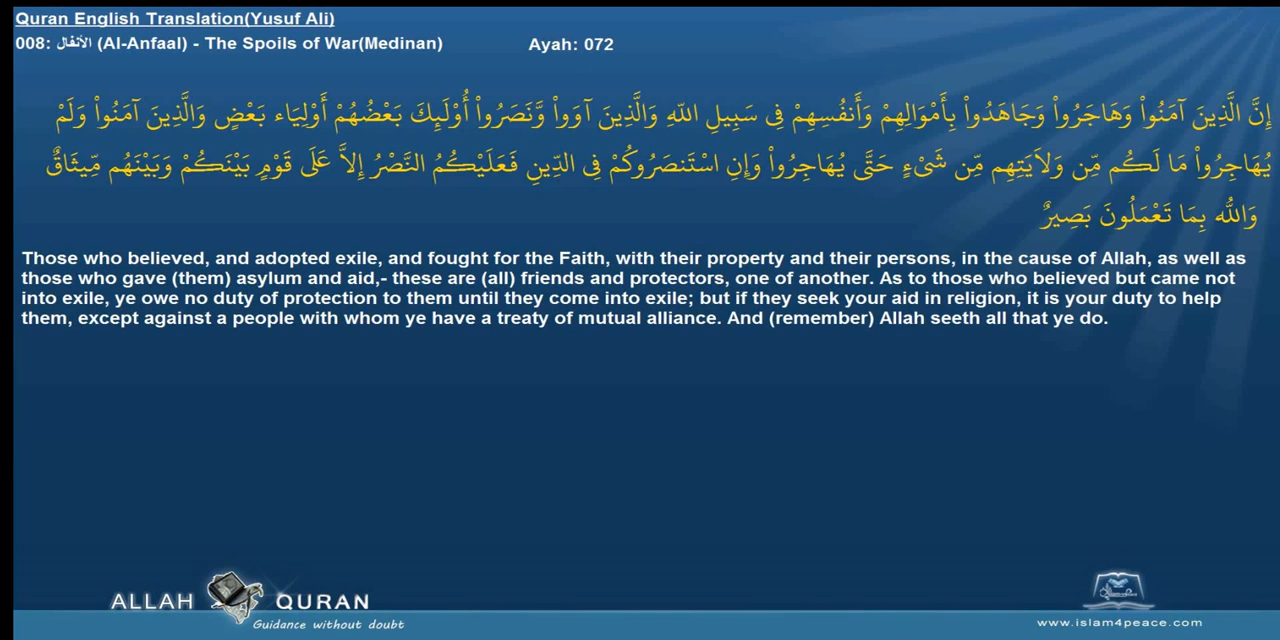 Quran English Translation(Yusuf Ali)
008: الأنفال (Al-Anfaal) - The Spoils of War(Medinan) Ayah: 072
إِنَّ الَّذِينَ آمَنُواْ وَهَاجَرُواْ وَجَاهَدُواْ بِأَمْوَالِهِمْ وَأَنفُسِهِمْ فِي سَبِيلِ اللّهِ وَالَّذِينَ آوَواْ وَّنَصَرُواْ أُوْلَئِكَ بَعْضُهُمْ أَوْلِيَاء بَعْضٍ وَالَّذِينَ آمَنُواْ وَلَمْ
يُهَاجِرُواْ مَا لَكُم مِّن وَلاَيَتِهِم مِّن شَيْءٍ حَتَّى يُهَاجِرُواْ وَإِنِ اسْتَنصَرُوكُمْ فِي الدِّينِ فَعَلَيْكُمُ النَّصْرُ إِلاَّ عَلَى قَوْمٍ بَيْنَكُمْ وَبَيْنَهُم مِّيثَاقٌ
وَاللّهُ بِمَا تَعْمَلُونَ بَصِيرٌ
Those who believed, and adopted exile, and fought for the Faith, with their property and their persons, in the cause of Allah, as well as
those who gave (them) asylum and aid,- these are (all) friends and protectors, one of another. As to those who believed but came not
into exile, ye owe no duty of protection to them until they come into exile; but if they seek your aid in religion, it is your duty to help
them, except against a people with whom ye have a treaty of mutual alliance. And (remember) Allah seeth all that ye do.
ALLAH QURAN
Guidance without doubt
www.islam4peace.com